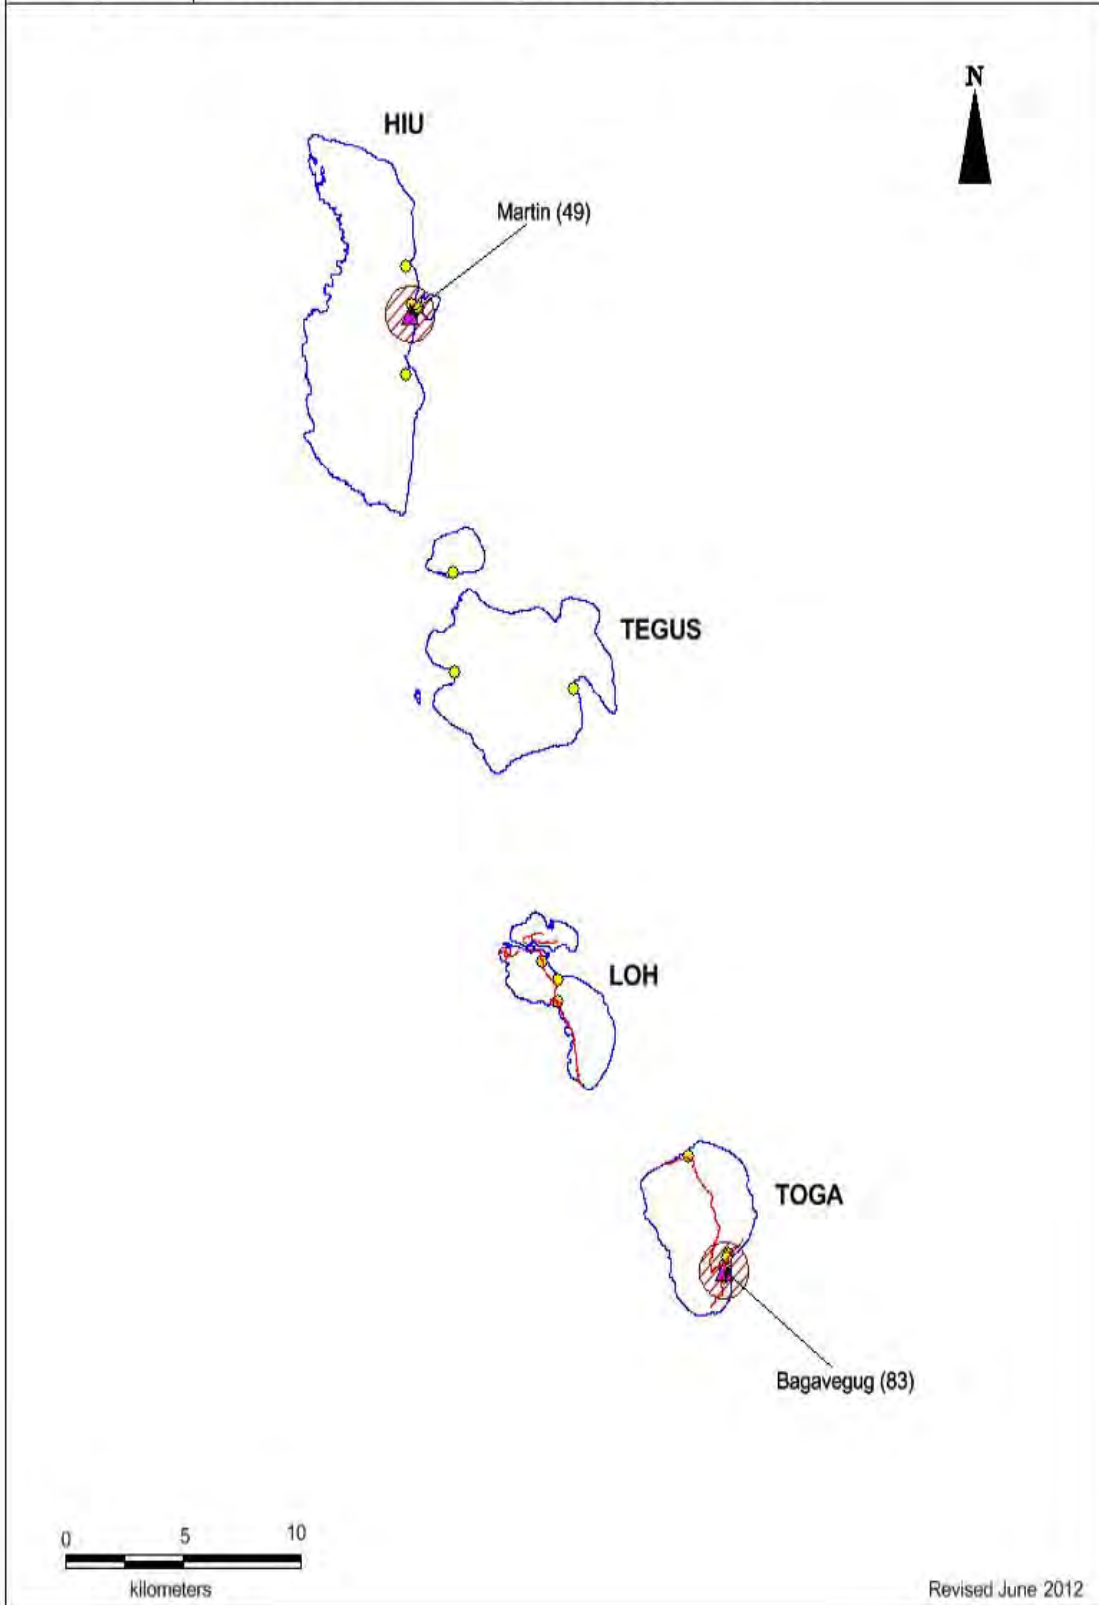 N
HIU
Martin (49)
TEGUS
LOH
TOGA
Bagavegug (83)
0 5 10
kilometers
Revised June 2012